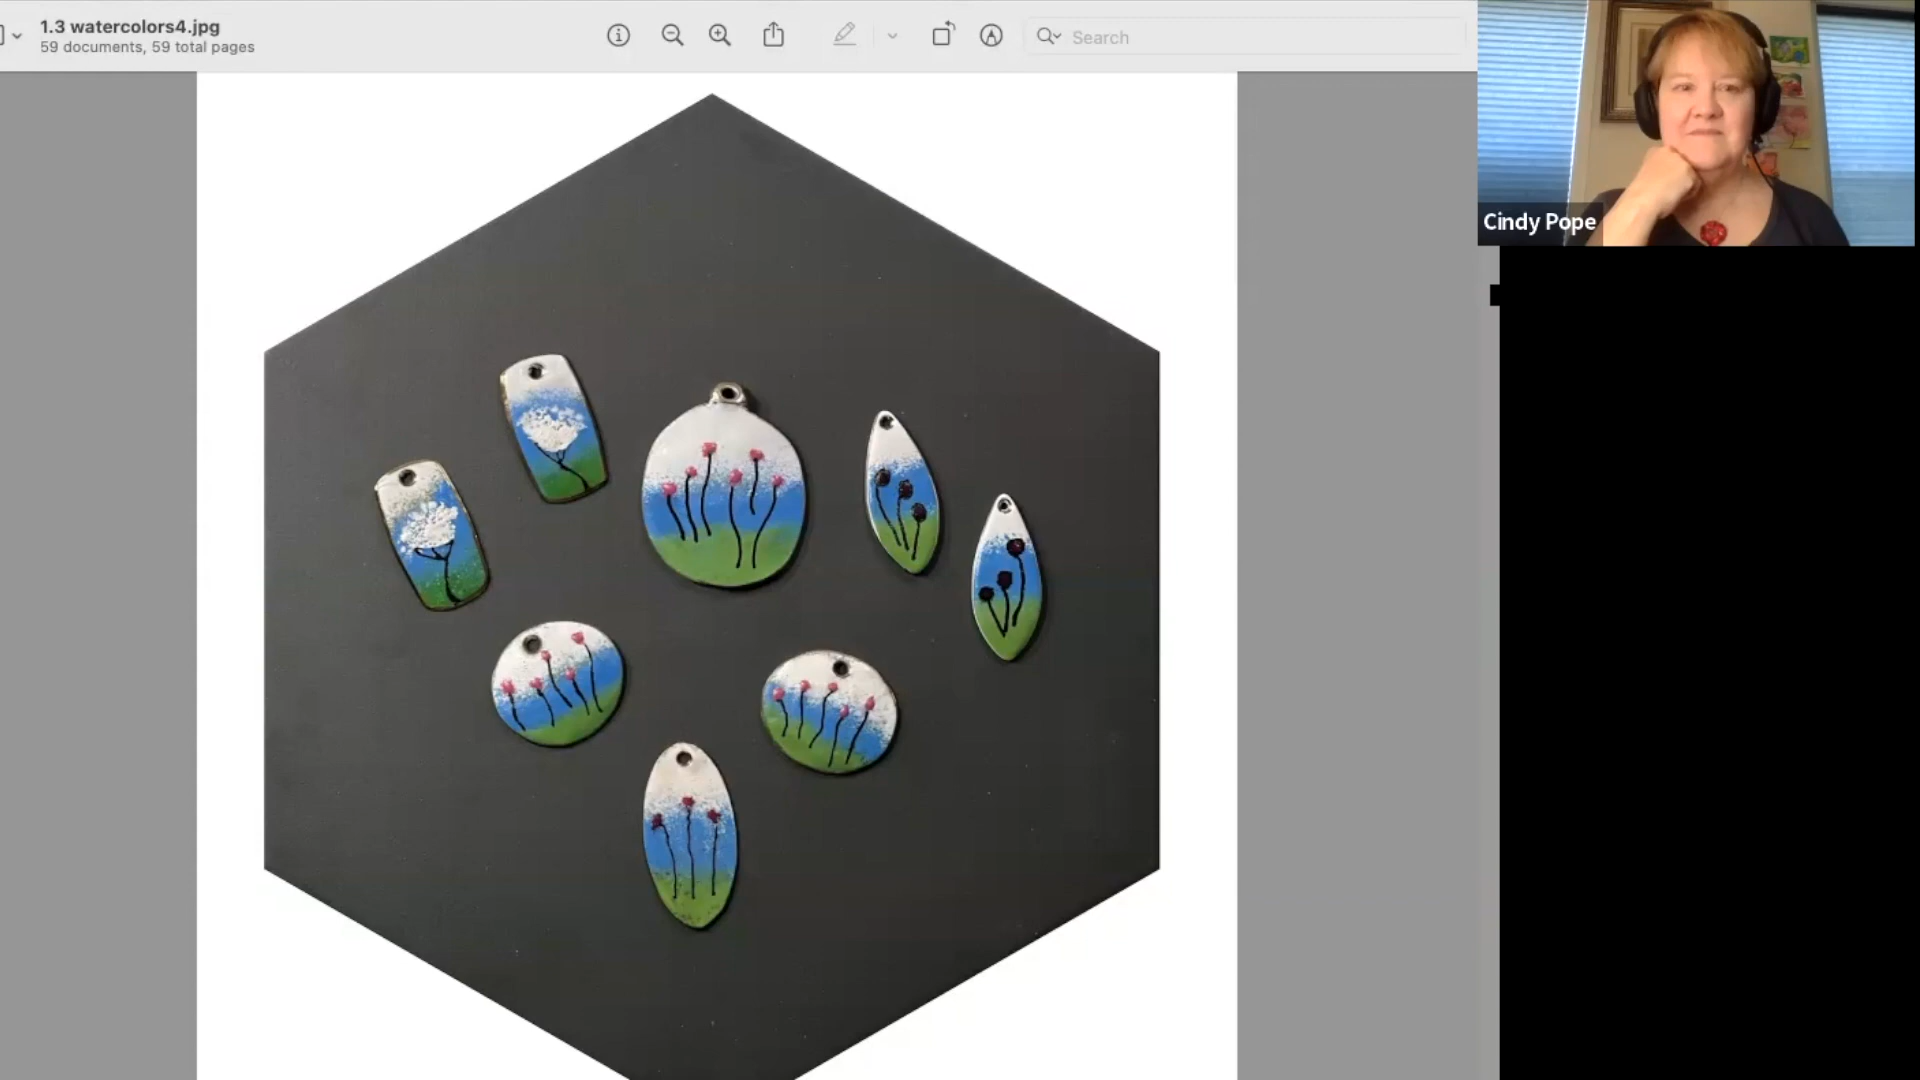 1.3 watercolors4.jpg
59 documents, 59 total pages
Search
Cindy Pope